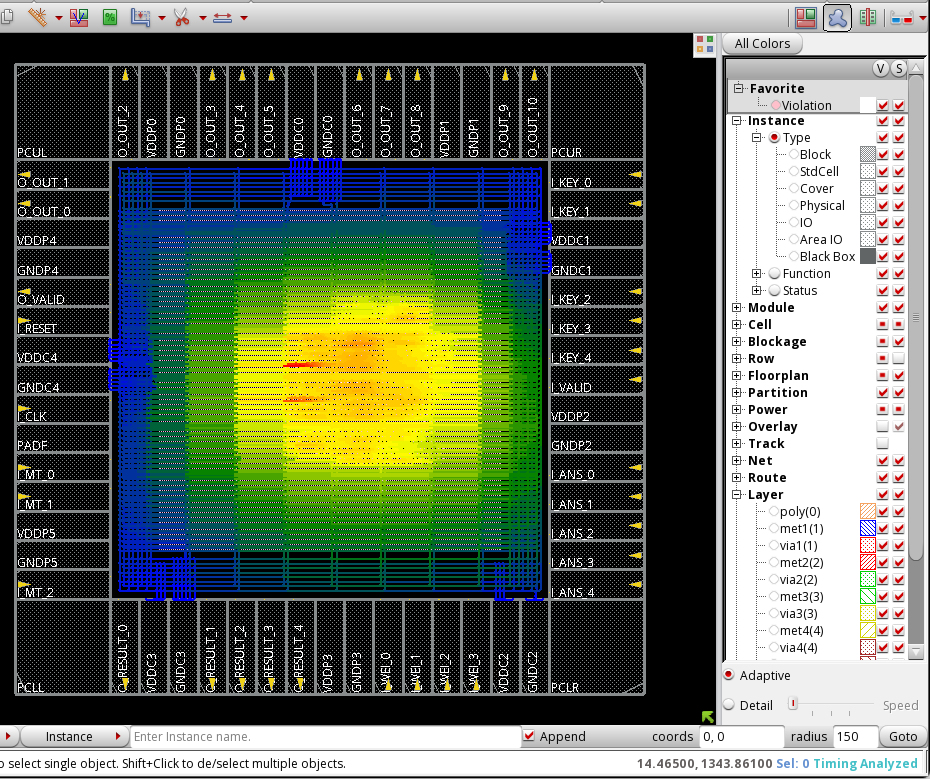 All Colors
V S
Favorite
Violation
Instance
Type
Block
StdCell
Cover
Physical
IO
Area IO
Black Box
Function
Status
Module
Cell
Blockage
Row
Floorplan
Partition
Power
Overlay
Track
Net
Route
Layer
poly(0)
met1(1)
via1(1)
met2(2)
via2(2)
met3(3)
via3(3)
met4(4)
via4(4)
Adaptive
Detail Speed
PCUL
O_OUT_2
VDDP0
GNDP0
O_OUT_3
O_OUT_4
O_OUT_5
VDDC0
GNDC0
O_OUT_6
O_OUT_7
O_OUT_8
VDDP1
GNDP1
O_OUT_9
O_OUT_10
PCUR
O_OUT_1
O_OUT_0
VDDP4
GNDP4
O_VALID
I_RESET
VDDC4
GNDC4
I_CLK
PADF
I_MT_0
I_MT_1
VDDP5
GNDP5
I_MT_2
I_KEY_0
I_KEY_1
VDDC1
GNDC1
I_KEY_2
I_KEY_3
I_KEY_4
I_VALID
VDDP2
GNDP2
I_ANS_0
I_ANS_1
I_ANS_2
I_ANS_3
I_ANS_4
PCLL
O_RESULT_0
VDDC3
GNDC3
O_RESULT_1
O_RESULT_2
O_RESULT_3
O_RESULT_4
VDDP3
GNDP3
VDDC2
GNDC2
PCLR
Instance Enter Instance name. Append coords 0, 0 radius 150 Goto
to select single object. Shift+Click to de/select multiple objects. 14.46500, 1343.86100 Sel: 0 Timing Analyzed